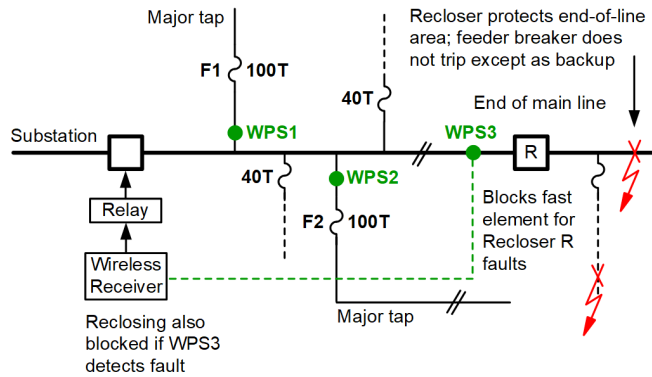 Major tap
F1
100T
40T
Recloser protects end-of-line
area; feeder breaker does
not trip except as backup
End of main line
Substation
WPS1
WPS3
R
40T
WPS2
F2
100T
Blocks fast
element for
Recloser R
faults
Relay
Wireless
Receiver
Major tap
Reclosing also
blocked if WPS3
detects fault